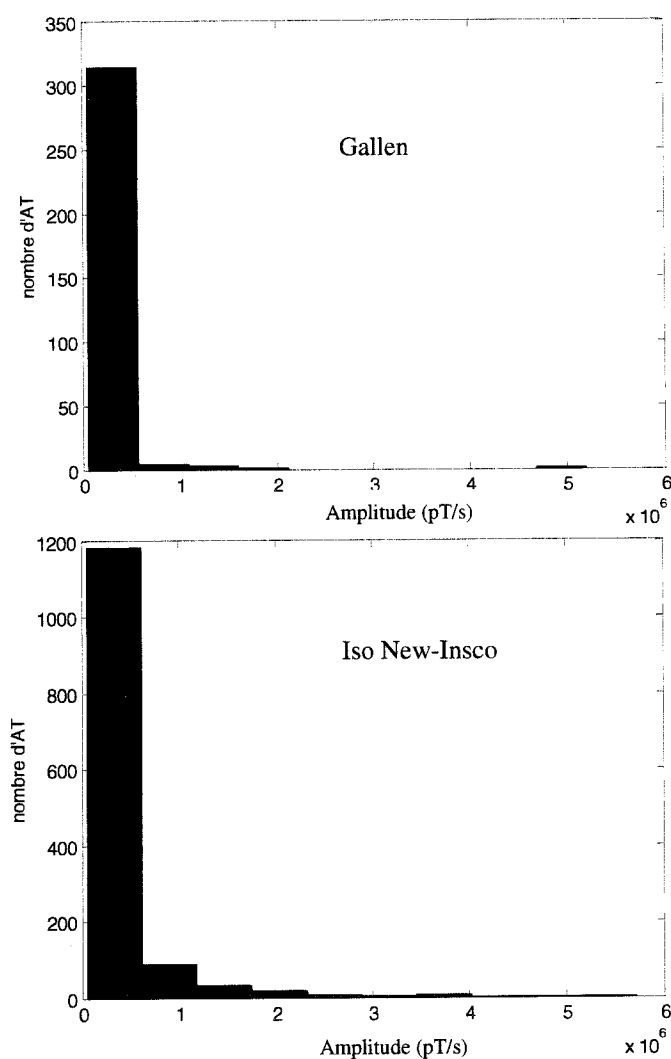 350
300
250
200
150
100
50
0
nombre d'AT
Gallen
0 1 2 3 4 5 6
Amplitude (pT/s)
x 10^6
1200
1000
800
600
400
200
0
nombre d'AT
Iso New-Insco
0 1 2 3 4 5 6
Amplitude (pT/s)
x 10^6